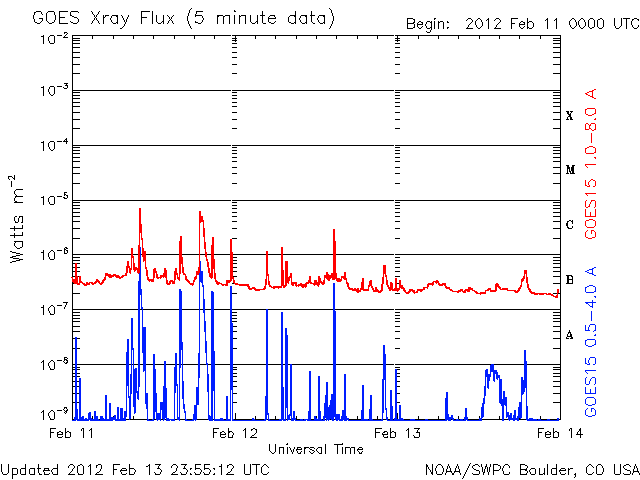 GOES Xray Flux (5 minute data)
Begin: 2012 Feb 11 0000 UTC
10⁻²
10⁻³
10⁻⁴
10⁻⁵
10⁻⁶
10⁻⁷
10⁻⁸
10⁻⁹
Watts m⁻²
X
M
C
B
A
GOES15 1.0–8.0 A
GOES15 0.5–4.0 A
Feb 11
Feb 12
Feb 13
Feb 14
Universal Time
Updated 2012 Feb 13 23:55:12 UTC
NOAA/SWPC Boulder, CO USA